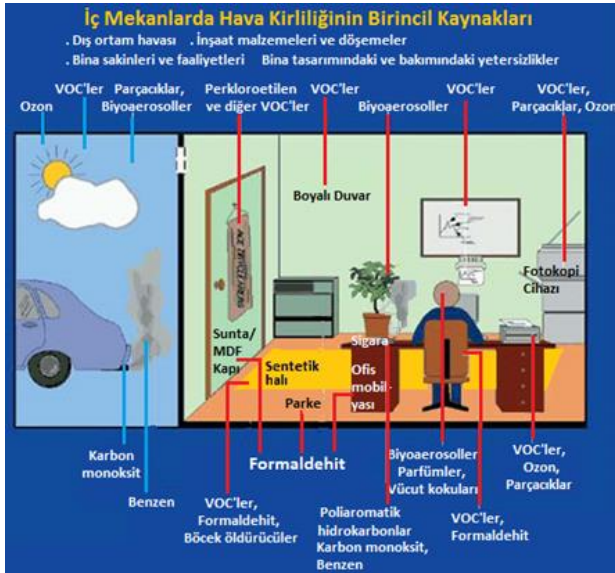 İç Mekanlarda Hava Kirliliğinin Birincil Kaynakları
. Dış ortam havası . İnşaat malzemeleri ve döşemeler
. Bina sakinleri ve faaliyetleri Bina tasarımındaki ve bakımındaki yetersizlikler
Ozon
VOC'ler
Parçacıklar,
Biyoaerosoller
Perkloroetilen
ve diğer VOC'ler
VOC'ler
Biyoaerosoller
VOC'ler
VOC'ler,
Parçacıklar, Ozon
Boyalı Duvar
Fotokopi
Cihazı
Sunta/
MDF
Kapı
Sentetik
halı
Parke
Sigara
Ofis
mobil
yası
Karbon
monoksit
Benzen
Formaldehit
VOC'ler,
Formaldehit,
Böcek öldürücüler
Biyoaerosoller
Parfümler,
Vücut kokuları
Poliaromatik
hidrokarbonlar
Karbon monoksit,
Benzen
VOC'ler,
Formaldehit
VOC'ler,
Ozon,
Parçacıklar